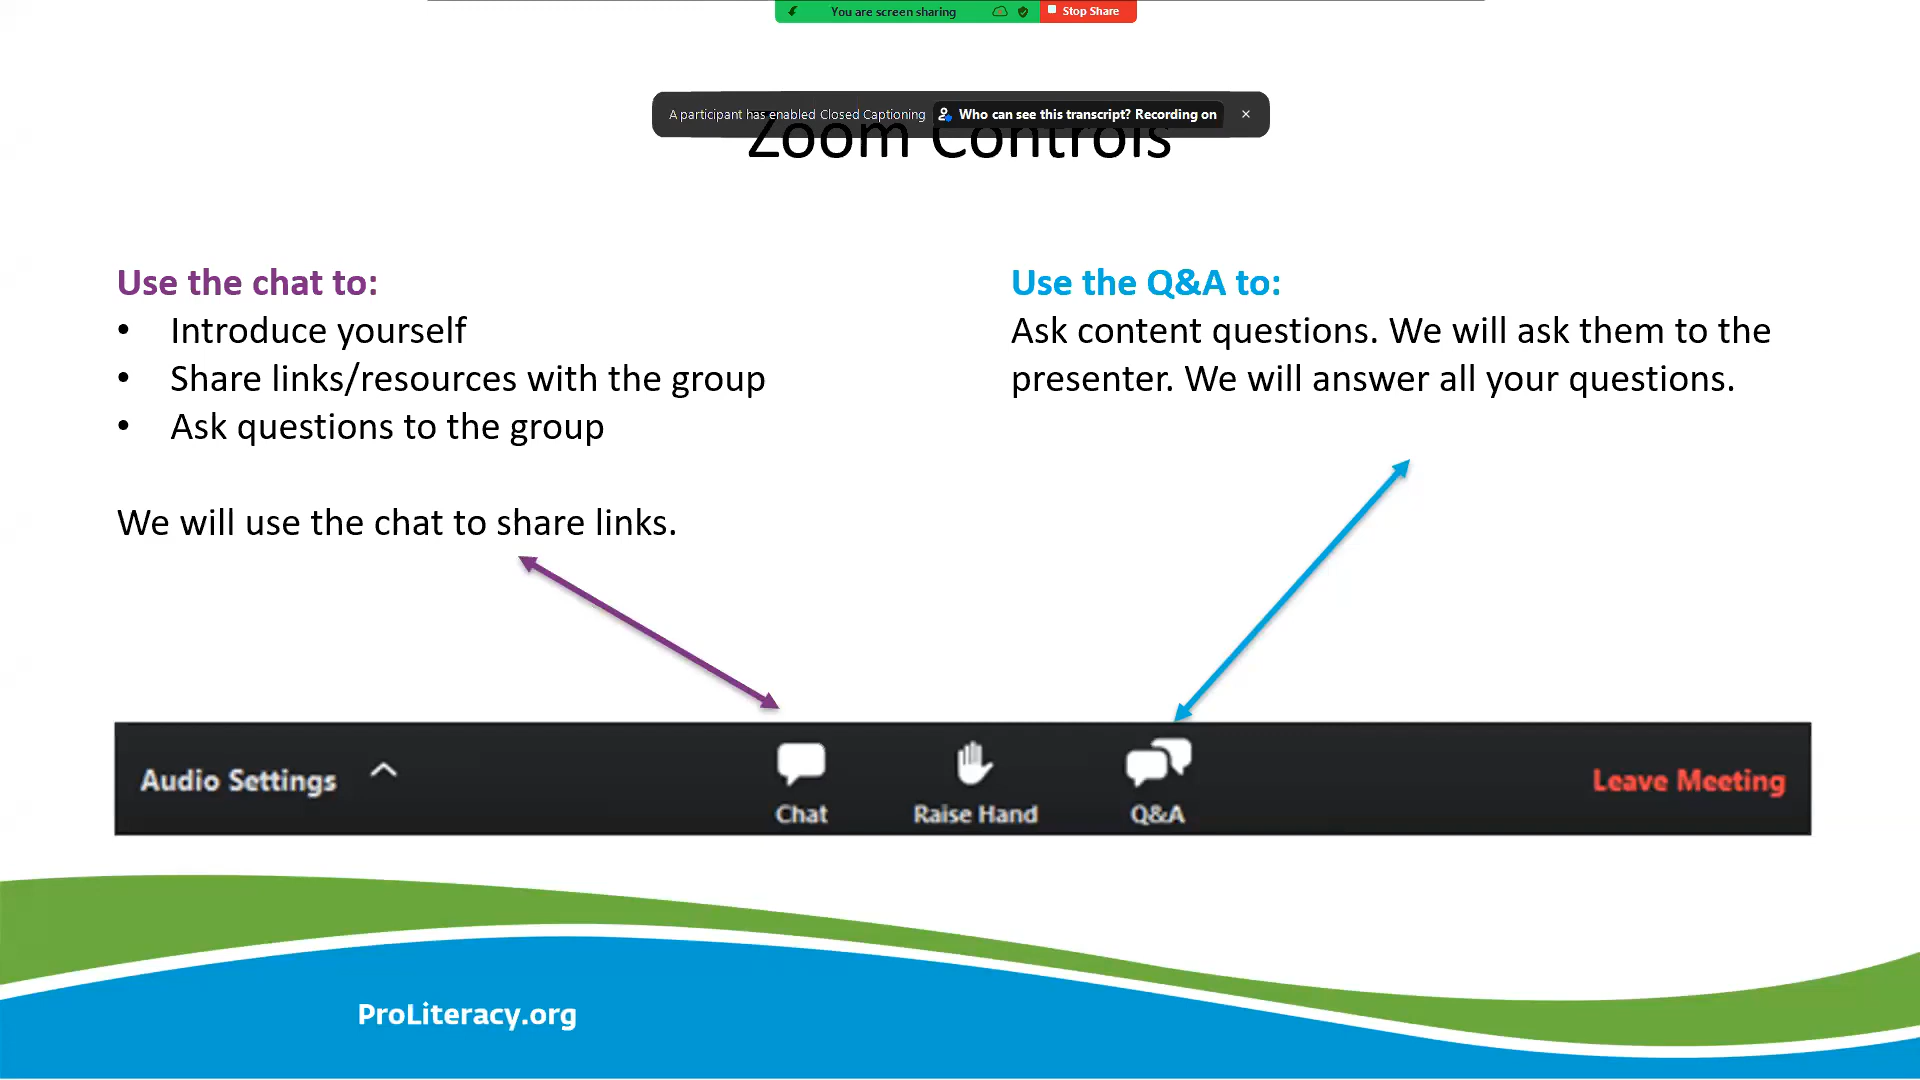 You are screen sharing
Stop Share
A participant has enabled Closed Captioning
Who can see this transcript? Recording on
Zoom Controls
Use the chat to:
• Introduce yourself
• Share links/resources with the group
• Ask questions to the group
We will use the chat to share links.
Use the Q&A to:
Ask content questions. We will ask them to the
presenter. We will answer all your questions.
Audio Settings
Chat
Raise Hand
Q&A
Leave Meeting
ProLiteracy.org